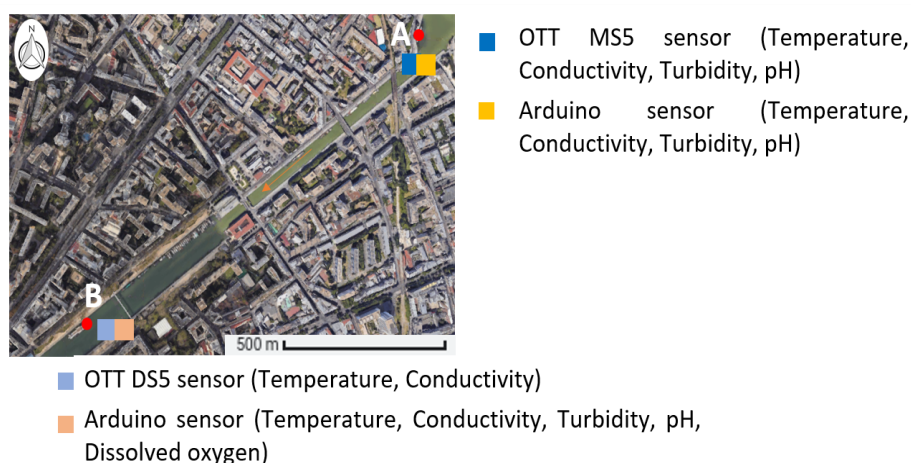 N
A
OTT MS5 sensor (Temperature,
Conductivity, Turbidity, pH)
Arduino sensor (Temperature,
Conductivity, Turbidity, pH)
B
500 m
OTT DS5 sensor (Temperature, Conductivity)
Arduino sensor (Temperature, Conductivity, Turbidity, pH,
Dissolved oxygen)